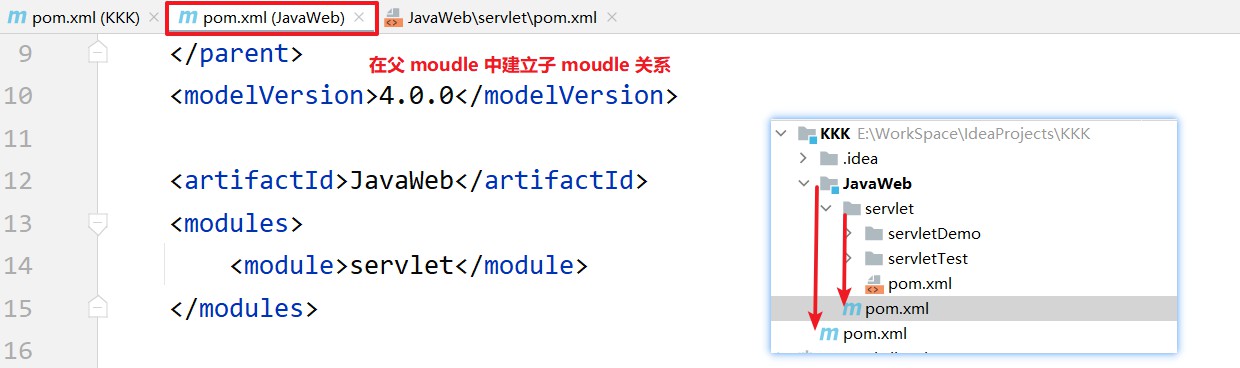 pom.xml (KKK)
pom.xml (JavaWeb)
JavaWeb\servlet\pom.xml
9 </parent>
在父 moudle 中建立子 moudle 关系
10 <modelVersion>4.0.0</modelVersion>
11
12 <artifactId>JavaWeb</artifactId>
13 <modules>
14 <module>servlet</module>
15 </modules>
16
KKK E:\WorkSpace\IdeaProjects\KKK
.idea
JavaWeb
servlet
servletDemo
servletTest
pom.xml
pom.xml
pom.xml